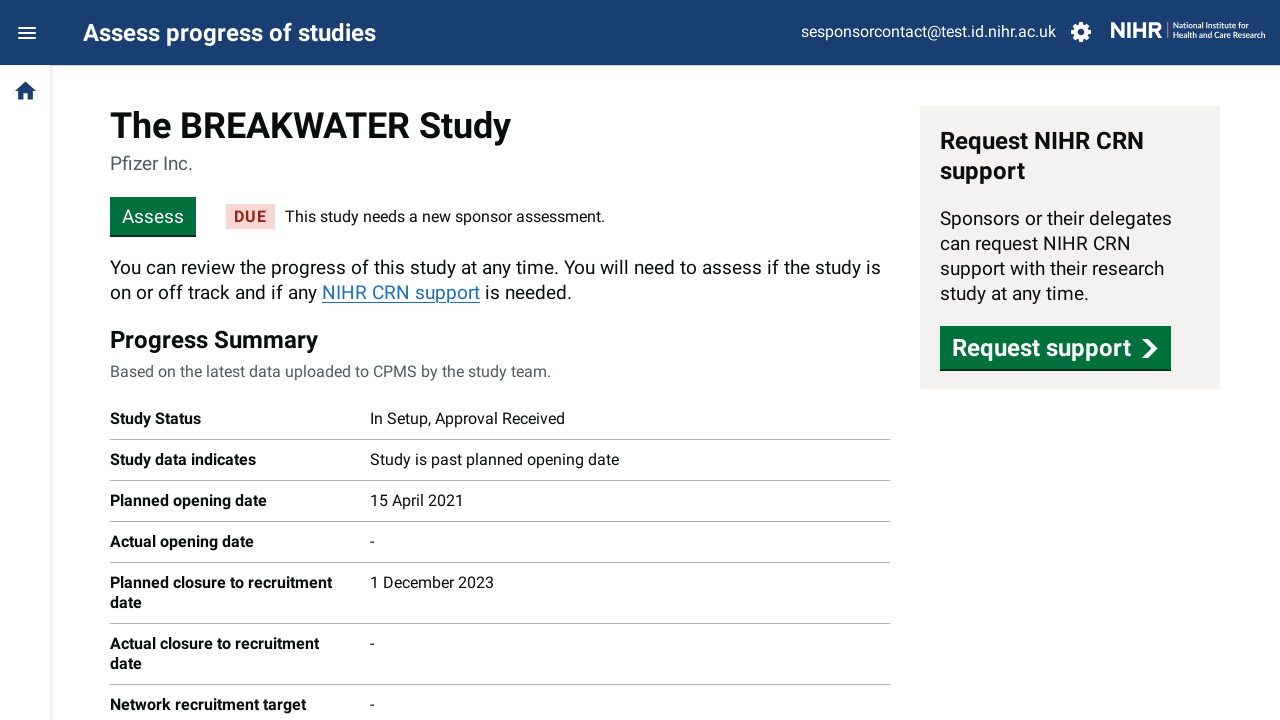 Assess progress of studies
sesponsorcontact@test.id.nihr.ac.uk
NIHR | National Institute for
Health and Care Research
The BREAKWATER Study
Pfizer Inc.
Assess
DUE This study needs a new sponsor assessment.
You can review the progress of this study at any time. You will need to assess if the study is
on or off track and if any NIHR CRN support is needed.
Progress Summary
Based on the latest data uploaded to CPMS by the study team.
Study Status In Setup, Approval Received
Study data indicates Study is past planned opening date
Planned opening date 15 April 2021
Actual opening date -
Planned closure to recruitment 1 December 2023
date
Actual closure to recruitment -
date
Network recruitment target -
Request NIHR CRN
support
Sponsors or their delegates
can request NIHR CRN
support with their research
study at any time.
Request support